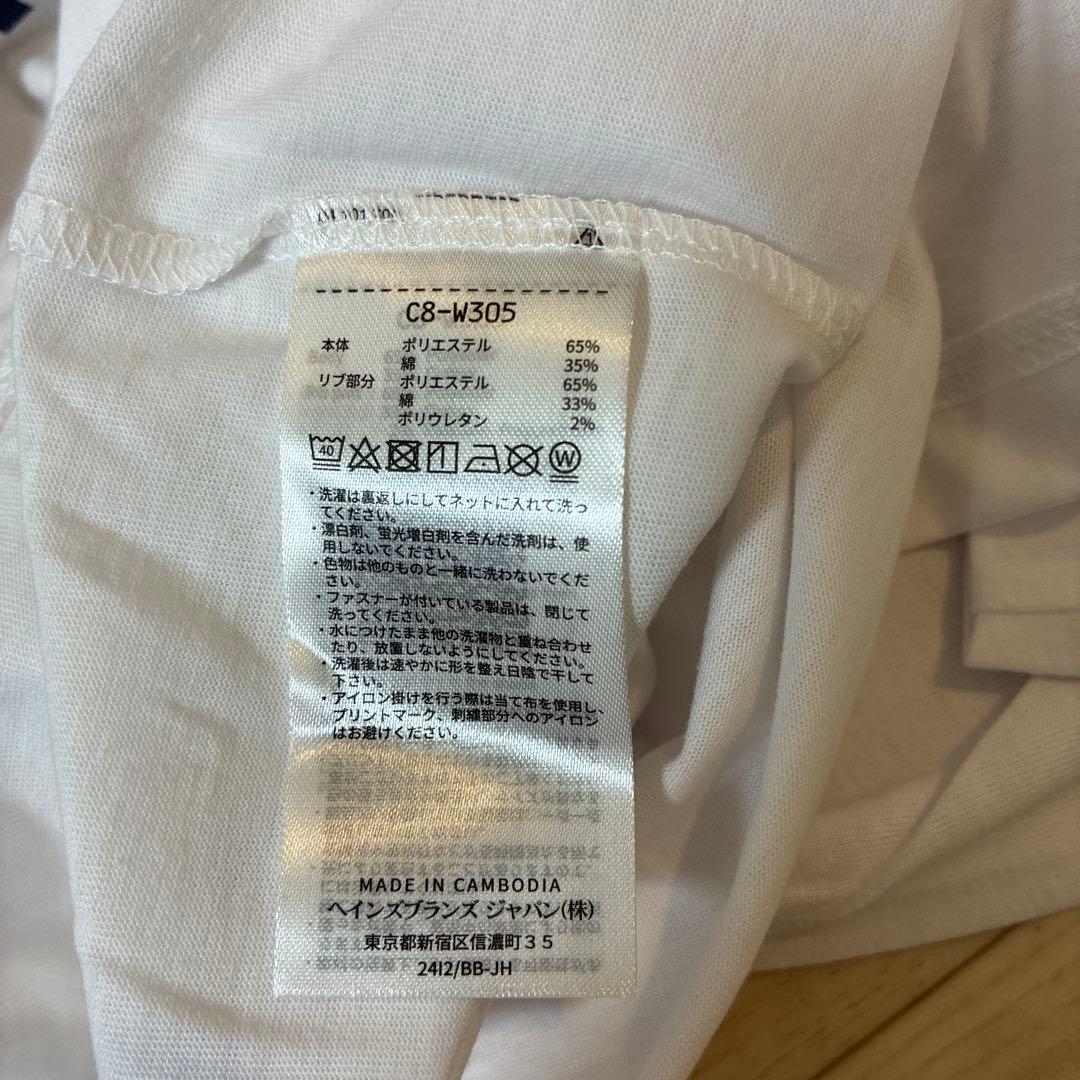 C8-W305
本体 ポリエステル 65%
綿 35%
リブ部分 ポリエステル 65%
綿 33%
ポリウレタン 2%
40 W
・洗濯は裏返しにしてネットに入れて洗っ
てください。
・漂白剤、蛍光増白剤を含んだ洗剤は、使
用しないでください。
・色物は他のものと一緒に洗わないでくだ
さい。
・ファスナーが付いている製品は、閉じて
洗ってください。
・水につけたまま他の洗濯物と重ね合わせ
たり、放置しないようにしてください。
・洗濯後は速やかに形を整え日陰で干して
下さい。
・アイロン掛けを行う際は当て布を使用し、
プリントマーク、刺繍部分へのアイロン
はお避けください。
MADE IN CAMBODIA
ヘインズブランズ ジャパン(株)
東京都新宿区信濃町35
24I2/BB-JH